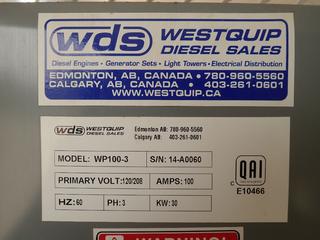 wds WESTQUIP
DIESEL SALES
Diesel Engines • Generator Sets • Light Towers • Electrical Distribution
EDMONTON, AB, CANADA • 780-960-5560
CALGARY, AB, CANADA • 403-261-0601
WWW.WESTQUIP.CA
wds WESTQUIP
DIESEL SALES
Edmonton AB: 780-960-5560
Calgary AB: 403-261-0601
MODEL: WP100-3
S/N: 14-A0060
PRIMARY VOLT: 120/208
AMPS: 100
HZ: 60
PH: 3
KW: 30
QAI
C
E10466
WARNING!